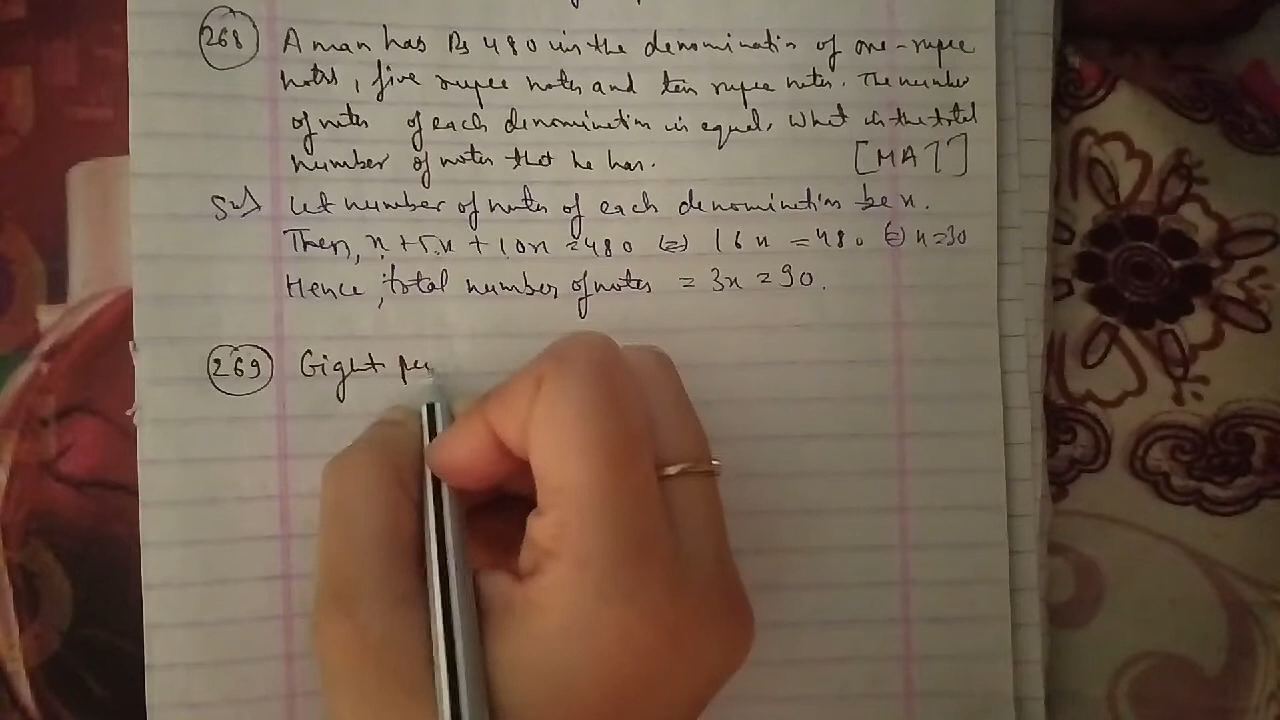 268 A man has Rs 480 in the denomination of one-rupee
notes, five rupee notes and ten rupee notes. The number
of notes of each denomination is equal. What is the total
number of notes that he has. [MAT]
Sol) Let number of notes of each denomination be x.
Then, x + 5x + 10x = 480 (=) 16x = 480 (=) x = 30
Hence, total number of notes = 3x = 90.
269 Eight pe